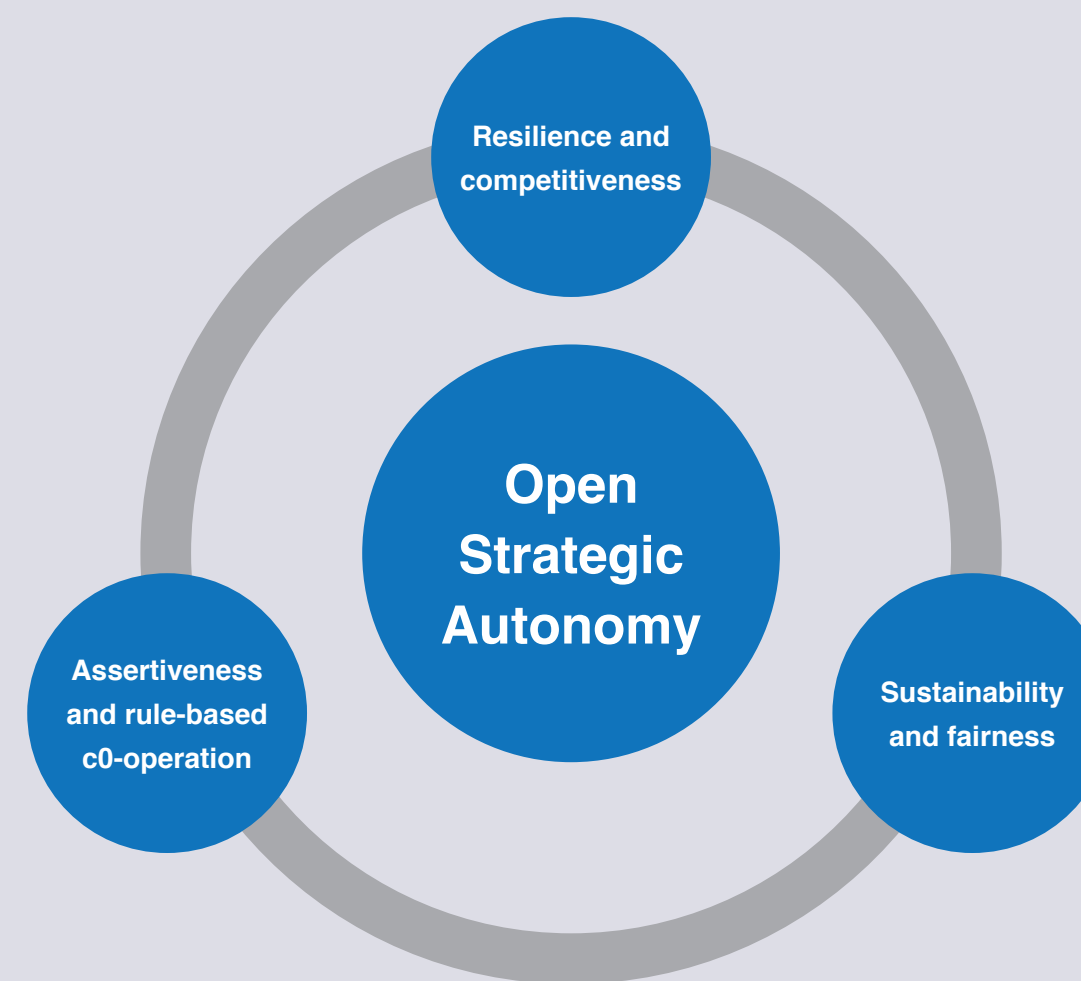 Resilience and
competitiveness
Open
Strategic
Autonomy
Assertiveness
and rule-based
c0-operation
Sustainability
and fairness